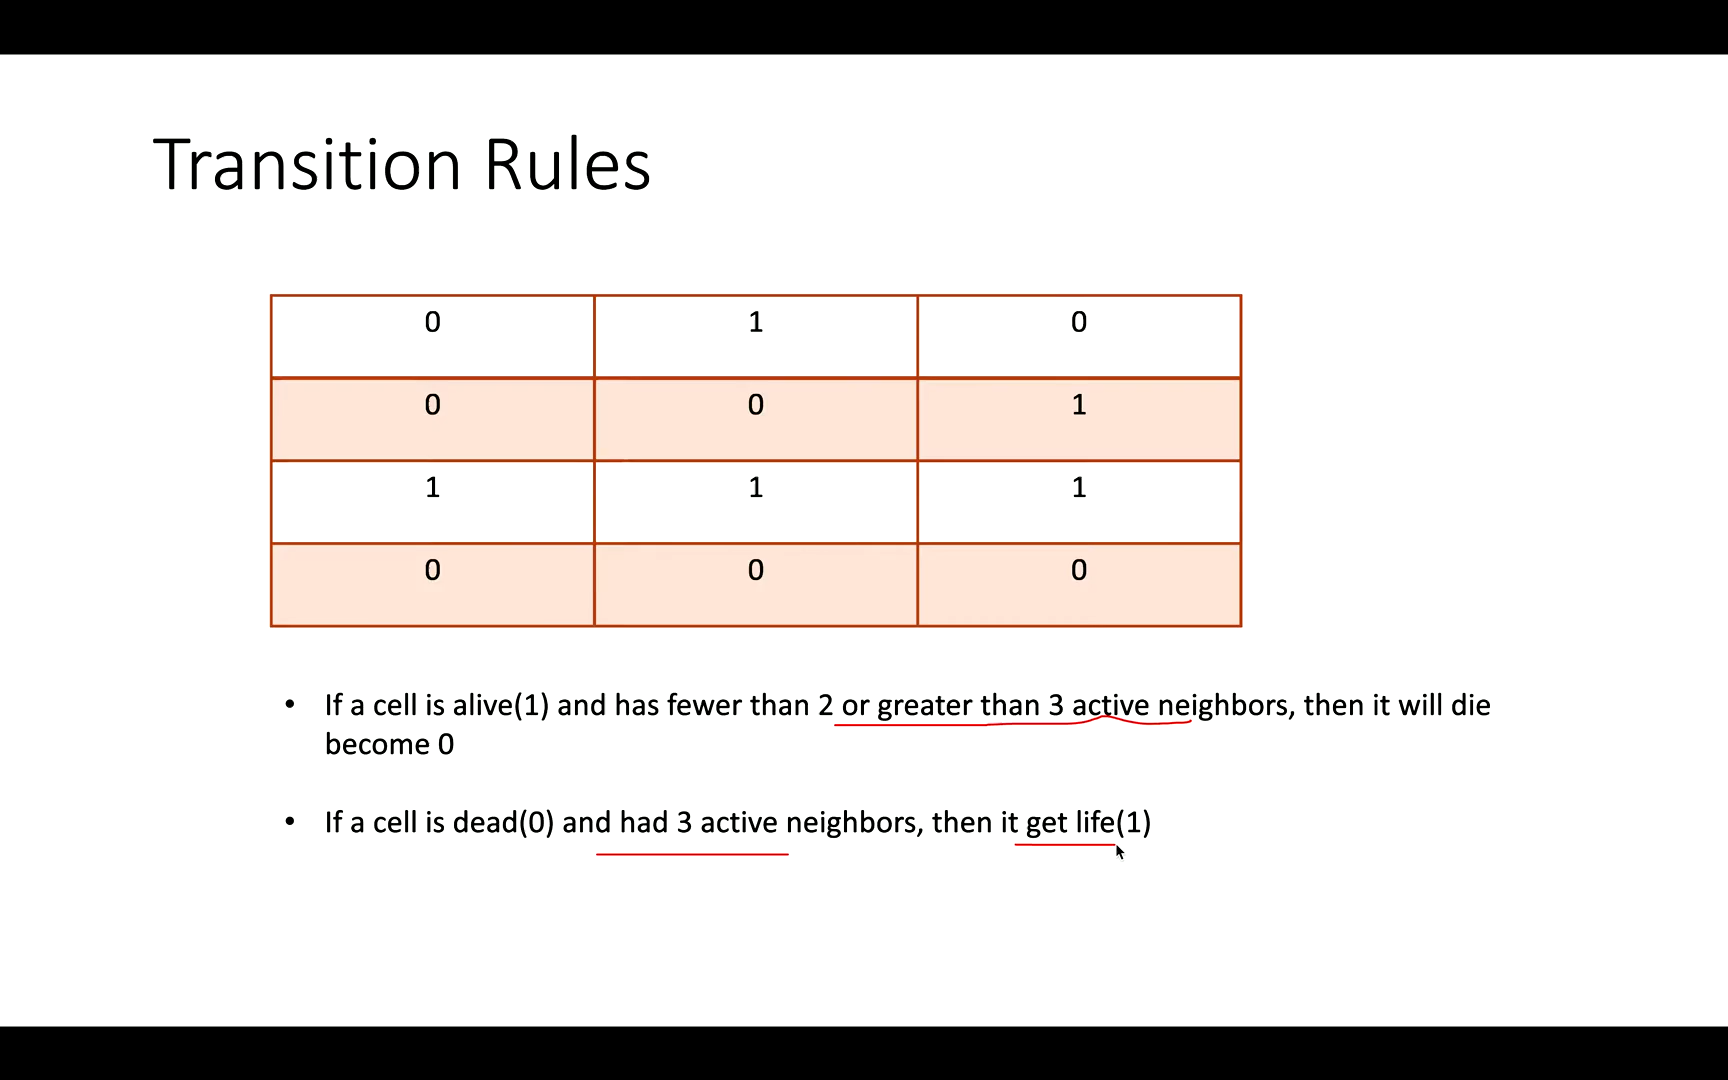 Transition Rules
0 1 0
0 0 1
1 1 1
0 0 0
• If a cell is alive(1) and has fewer than 2 or greater than 3 active neighbors, then it will die
become 0
• If a cell is dead(0) and had 3 active neighbors, then it get life(1)